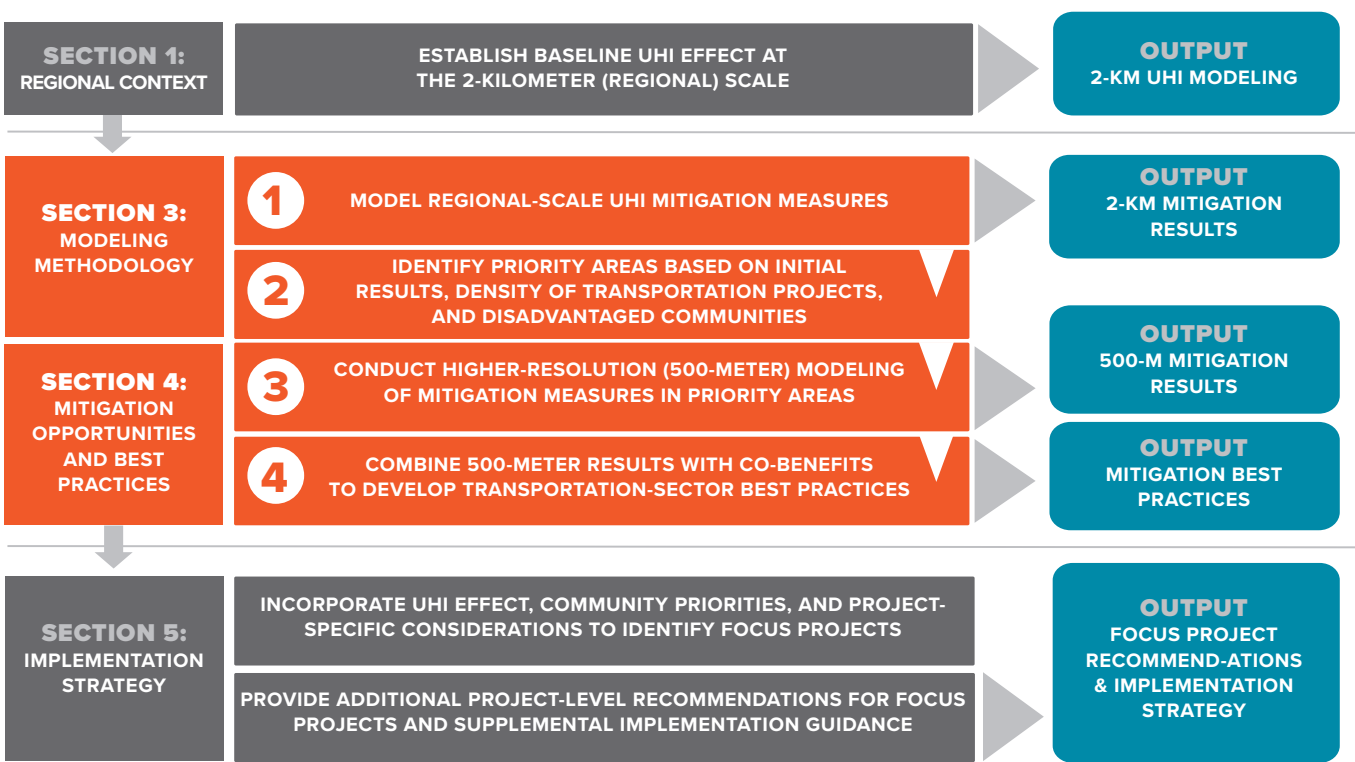 SECTION 1:
REGIONAL CONTEXT
ESTABLISH BASELINE UHI EFFECT AT
THE 2-KILOMETER (REGIONAL) SCALE
OUTPUT
2-KM UHI MODELING
SECTION 3:
MODELING
METHODOLOGY
1
MODEL REGIONAL-SCALE UHI MITIGATION MEASURES
OUTPUT
2-KM MITIGATION
RESULTS
2
IDENTIFY PRIORITY AREAS BASED ON INITIAL
RESULTS, DENSITY OF TRANSPORTATION PROJECTS,
AND DISADVANTAGED COMMUNITIES
SECTION 4:
MITIGATION
OPPORTUNITIES
AND BEST
PRACTICES
3
CONDUCT HIGHER-RESOLUTION (500-METER) MODELING
OF MITIGATION MEASURES IN PRIORITY AREAS
OUTPUT
500-M MITIGATION
RESULTS
4
COMBINE 500-METER RESULTS WITH CO-BENEFITS
TO DEVELOP TRANSPORTATION-SECTOR BEST PRACTICES
OUTPUT
MITIGATION BEST
PRACTICES
SECTION 5:
IMPLEMENTATION
STRATEGY
INCORPORATE UHI EFFECT, COMMUNITY PRIORITIES, AND PROJECT-
SPECIFIC CONSIDERATIONS TO IDENTIFY FOCUS PROJECTS
PROVIDE ADDITIONAL PROJECT-LEVEL RECOMMENDATIONS FOR FOCUS
PROJECTS AND SUPPLEMENTAL IMPLEMENTATION GUIDANCE
OUTPUT
FOCUS PROJECT
RECOMMEND-ATIONS
& IMPLEMENTATION
STRATEGY